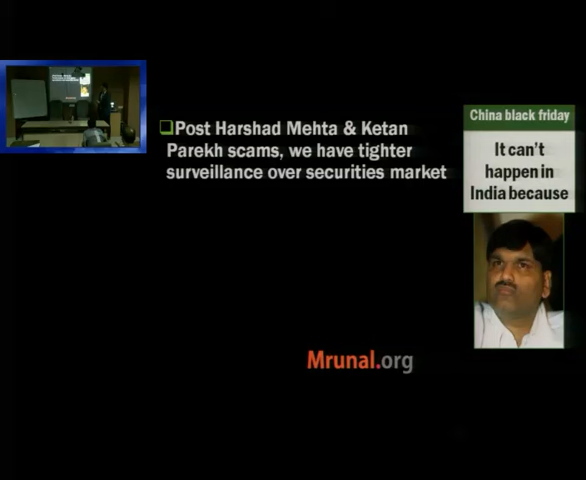 Post Harshad Mehta & Ketan
Parekh scams, we have tighter
surveillance over securities market
China black friday
It can't
happen in
India because
Mrunal.org